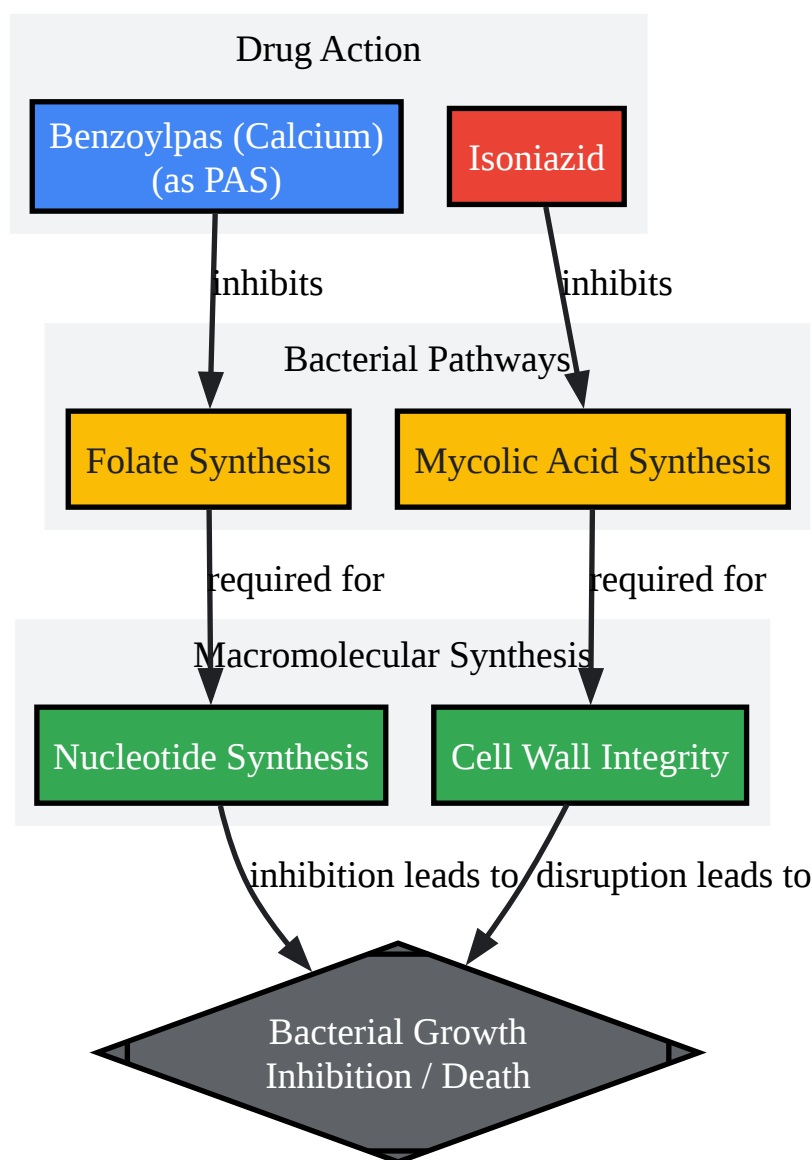 Drug Action
Benzoylpas (Calcium)
(as PAS)
Isoniazid
inhibits
inhibits
Bacterial Pathways
Folate Synthesis
Mycolic Acid Synthesis
required for
required for
Macromolecular Synthesis
Nucleotide Synthesis
Cell Wall Integrity
inhibition leads to
disruption leads to
Bacterial Growth
Inhibition / Death